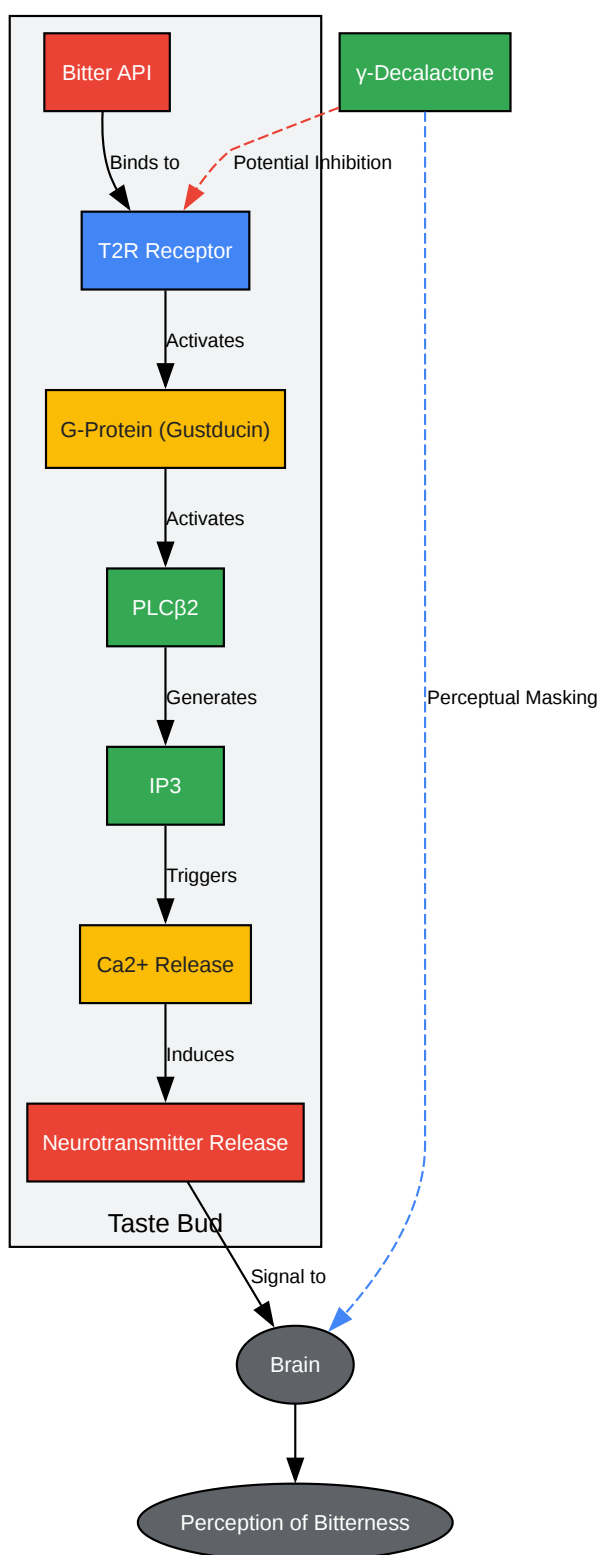 Bitter API
γ-Decalactone
Binds to
Potential Inhibition
T2R Receptor
Activates
G-Protein (Gustducin)
Activates
PLCβ2
Generates
Perceptual Masking
IP3
Triggers
Ca2+ Release
Induces
Neurotransmitter Release
Taste Bud
Signal to
Brain
Perception of Bitterness